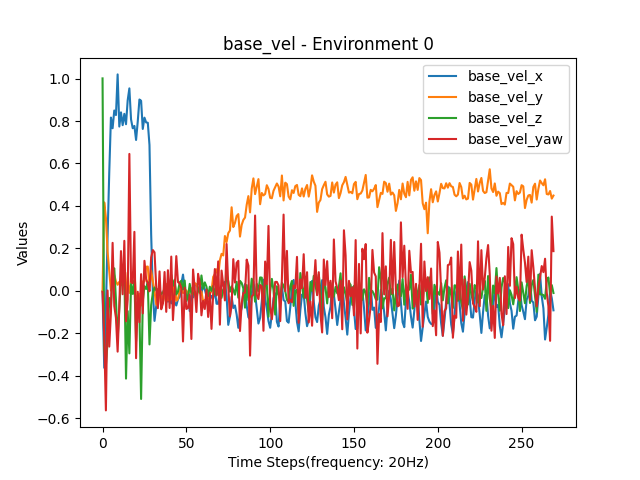 base_vel - Environment 0
base_vel_x
base_vel_y
base_vel_z
base_vel_yaw
Values
1.0
0.8
0.6
0.4
0.2
0.0
−0.2
−0.4
−0.6
0 50 100 150 200 250
Time Steps(frequency: 20Hz)